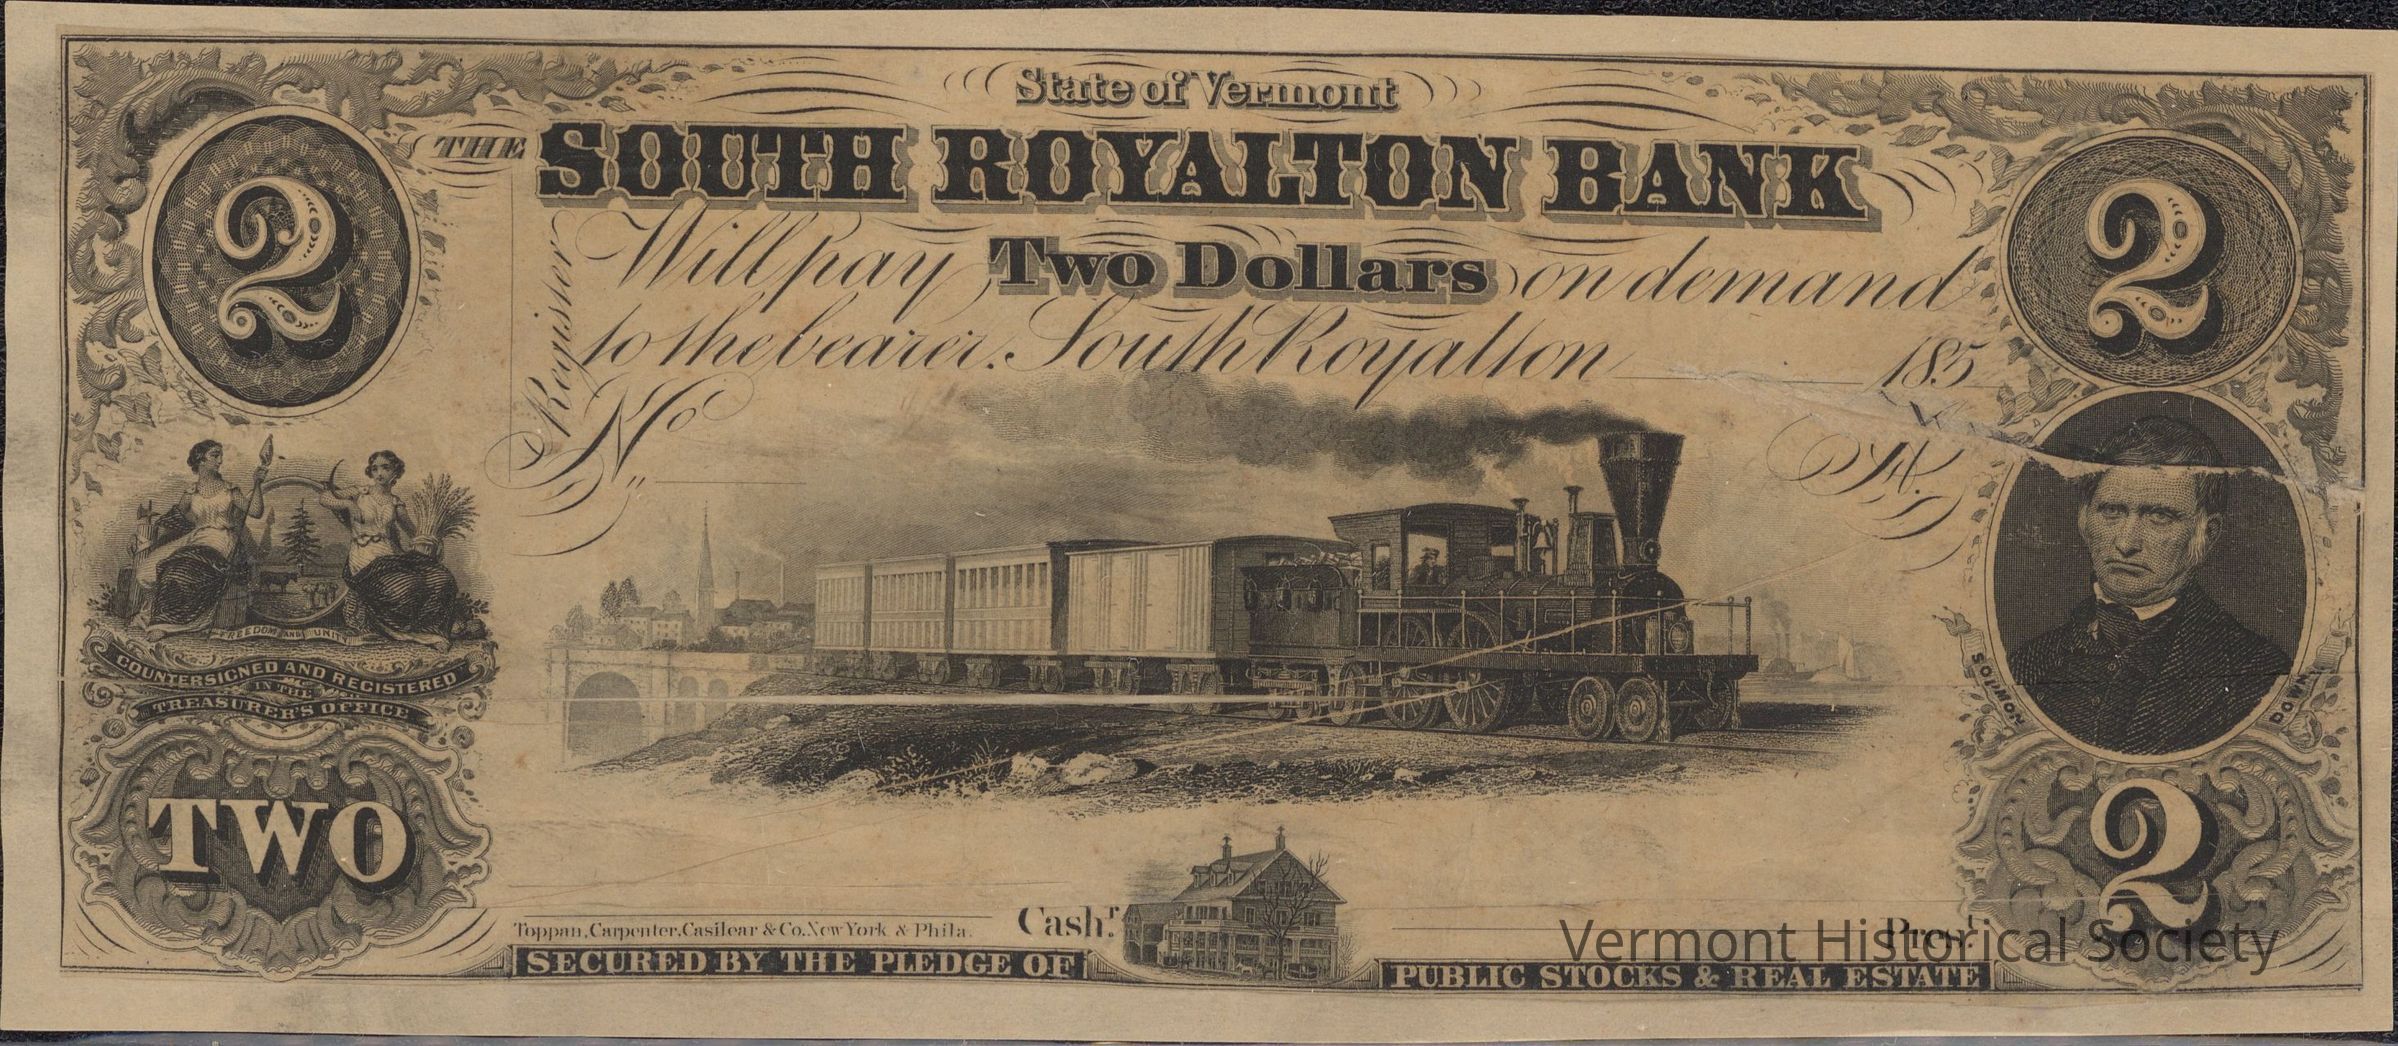 State of Vermont
THE SOUTH ROYALTON BANK
2
2
Will pay Two Dollars on demand
to the bearer. South Royalton 185
Register
No
A.
FREEDOM AND UNITY
COUNTERSIGNED AND REGISTERED
IN THE
TREASURER'S OFFICE
SOLOMON DOWNER
TWO
2
Toppan, Carpenter, Casilear & Co. New York & Phila.
Cashr.
Prest.
SECURED BY THE PLEDGE OF
PUBLIC STOCKS & REAL ESTATE
Vermont Historical Society